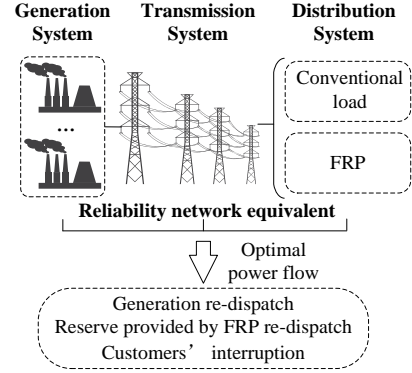 Generation System
Transmission System
Distribution System
Conventional load
...
FRP
Reliability network equivalent
Optimal power flow
Generation re-dispatch
Reserve provided by FRP re-dispatch
Customers’ interruption